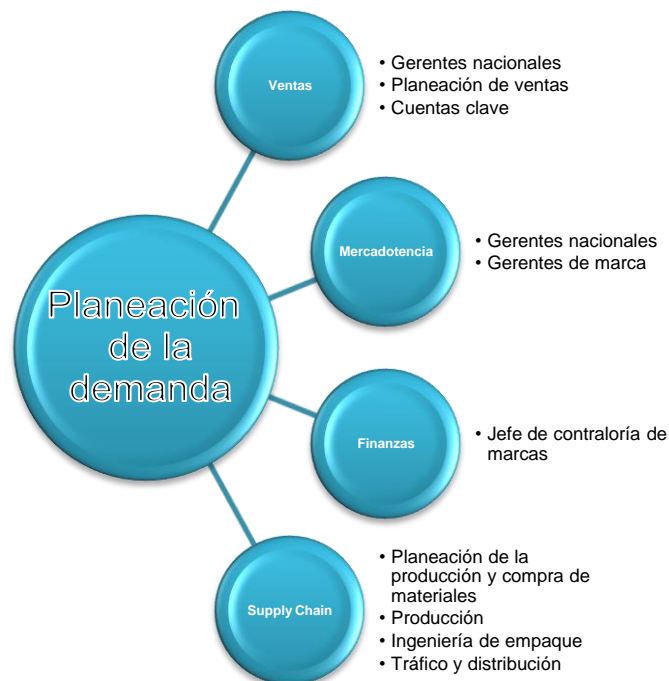 Ventas
• Gerentes nacionales
• Planeación de ventas
• Cuentas clave
Mercadotencia
• Gerentes nacionales
• Gerentes de marca
Planeación
de la
demanda
Finanzas
• Jefe de contraloría de
marcas
Supply Chain
• Planeación de la
producción y compra de
materiales
• Producción
• Ingeniería de empaque
• Tráfico y distribución